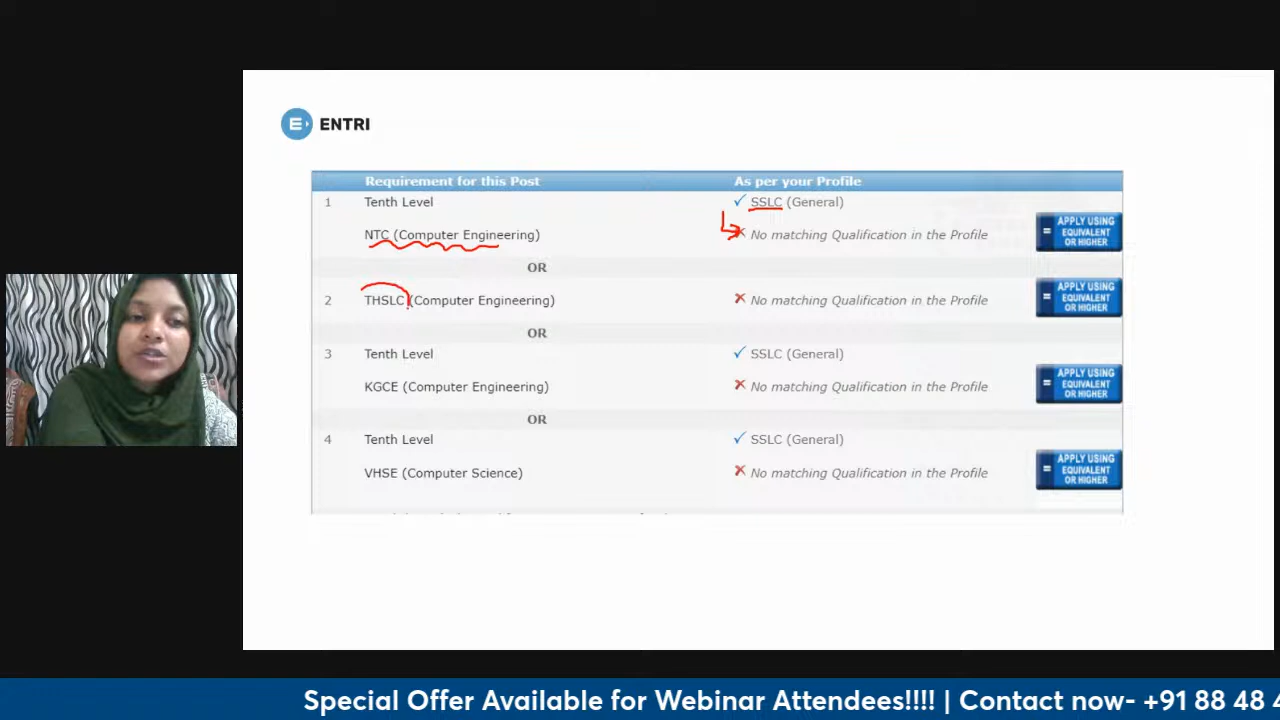 ENTRI
Requirement for this Post As per your Profile
1 Tenth Level SSLC (General)
NTC (Computer Engineering) No matching Qualification in the Profile = APPLY USING EQUIVALENT OR HIGHER
OR
2 THSLC (Computer Engineering) No matching Qualification in the Profile = APPLY USING EQUIVALENT OR HIGHER
OR
3 Tenth Level SSLC (General)
KGCE (Computer Engineering) No matching Qualification in the Profile = APPLY USING EQUIVALENT OR HIGHER
OR
4 Tenth Level SSLC (General)
VHSE (Computer Science) No matching Qualification in the Profile = APPLY USING EQUIVALENT OR HIGHER
Special Offer Available for Webinar Attendees!!!! | Contact now- +91 88 48